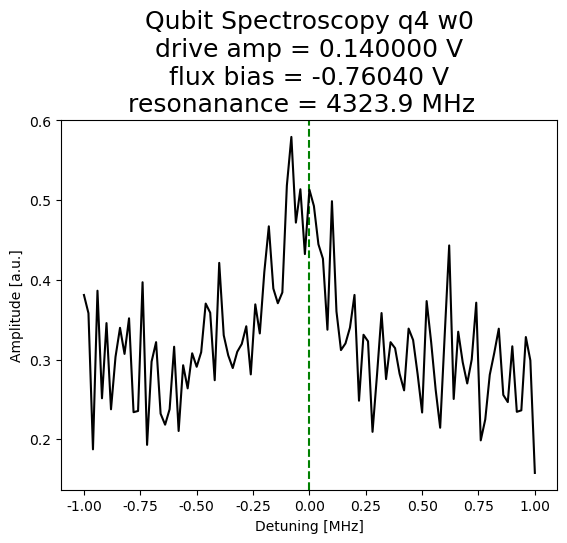 Qubit Spectroscopy q4 w0
drive amp = 0.140000 V
flux bias = -0.76040 V
resonanance = 4323.9 MHz
0.6
0.5
0.4
0.3
0.2
Amplitude [a.u.]
-1.00 -0.75 -0.50 -0.25 0.00 0.25 0.50 0.75 1.00
Detuning [MHz]